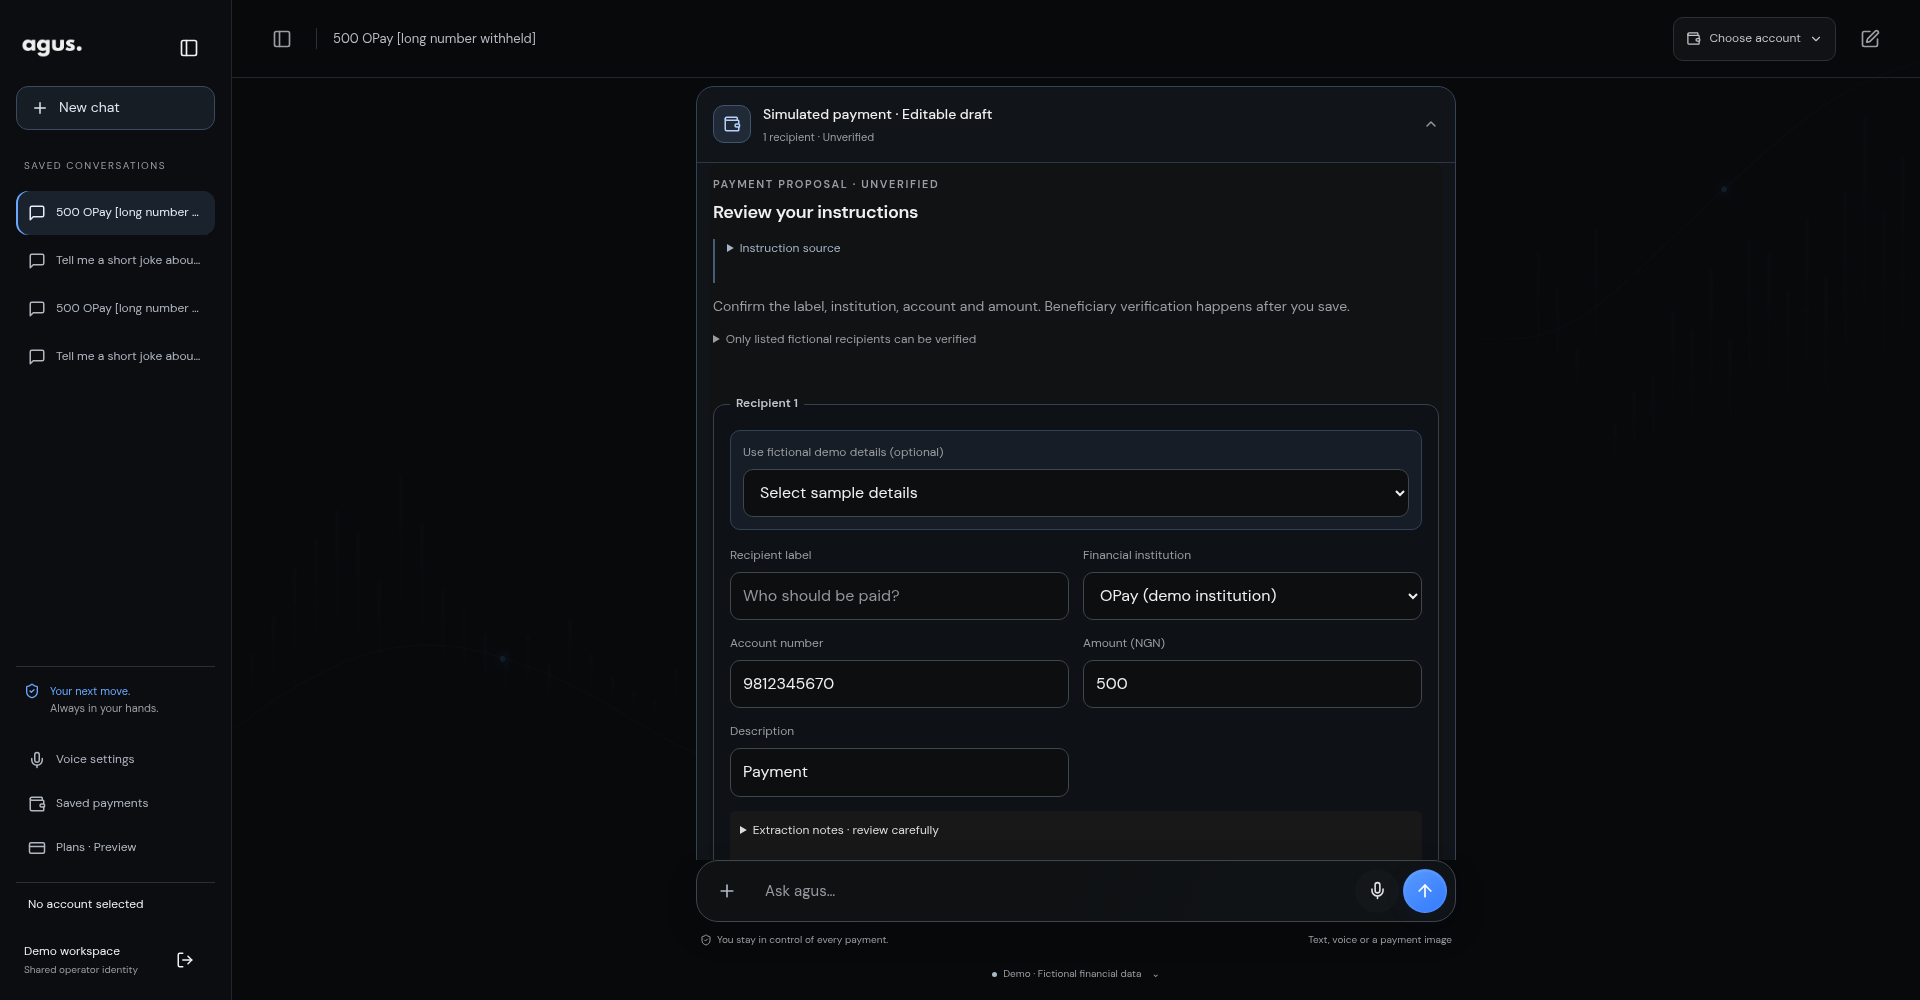 agus.
New chat
SAVED CONVERSATIONS
500 OPay [long number ...
Tell me a short joke abou...
500 OPay [long number ...
Tell me a short joke abou...
Your next move.
Always in your hands.
Voice settings
Saved payments
Plans · Preview
No account selected
Demo workspace
Shared operator identity
500 OPay [long number withheld]
Choose account
Simulated payment · Editable draft
1 recipient · Unverified
PAYMENT PROPOSAL · UNVERIFIED
Review your instructions
Instruction source
Confirm the label, institution, account and amount. Beneficiary verification happens after you save.
Only listed fictional recipients can be verified
Recipient 1
Use fictional demo details (optional)
Select sample details
Recipient label
Who should be paid?
Financial institution
OPay (demo institution)
Account number
9812345670
Amount (NGN)
500
Description
Payment
Extraction notes · review carefully
Ask agus...
You stay in control of every payment.
Text, voice or a payment image
Demo · Fictional financial data